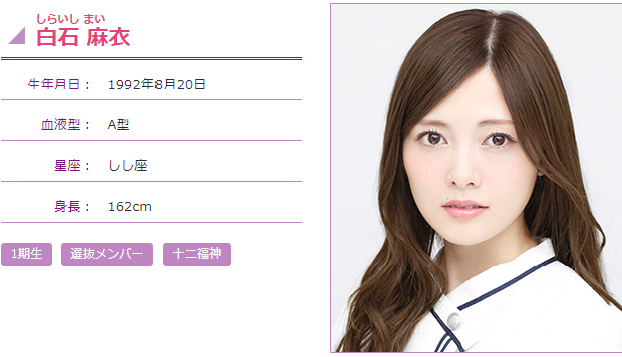 しらいし まい
白石 麻衣
生年月日： 1992年8月20日
血液型： A型
星座： しし座
身長： 162cm
1期生 選抜メンバー 十二福神